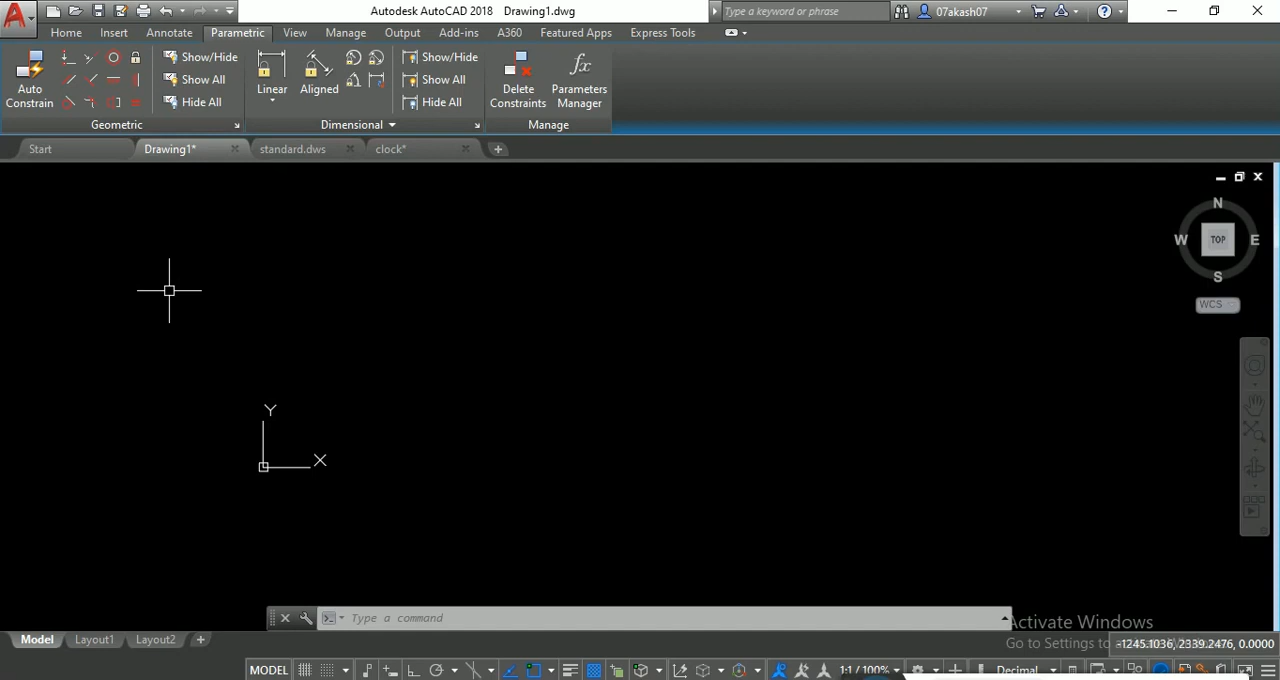 Autodesk AutoCAD 2018 Drawing1.dwg Type a keyword or phrase 07akash07
Home Insert Annotate Parametric View Manage Output Add-ins A360 Featured Apps Express Tools
Auto Constrain
Show/Hide
Show All
Hide All
Geometric
Linear
Aligned
Show/Hide
Show All
Hide All
Dimensional
Delete Constraints
fx
Parameters Manager
Manage
Start Drawing1* standard.dws clock*
N
W TOP E
S
WCS
Y
X
Type a command
Activate Windows
Model Layout1 Layout2
Go to Settings to
-1245.1036, 2339.2476, 0.0000
MODEL 1:1 / 100% Decimal